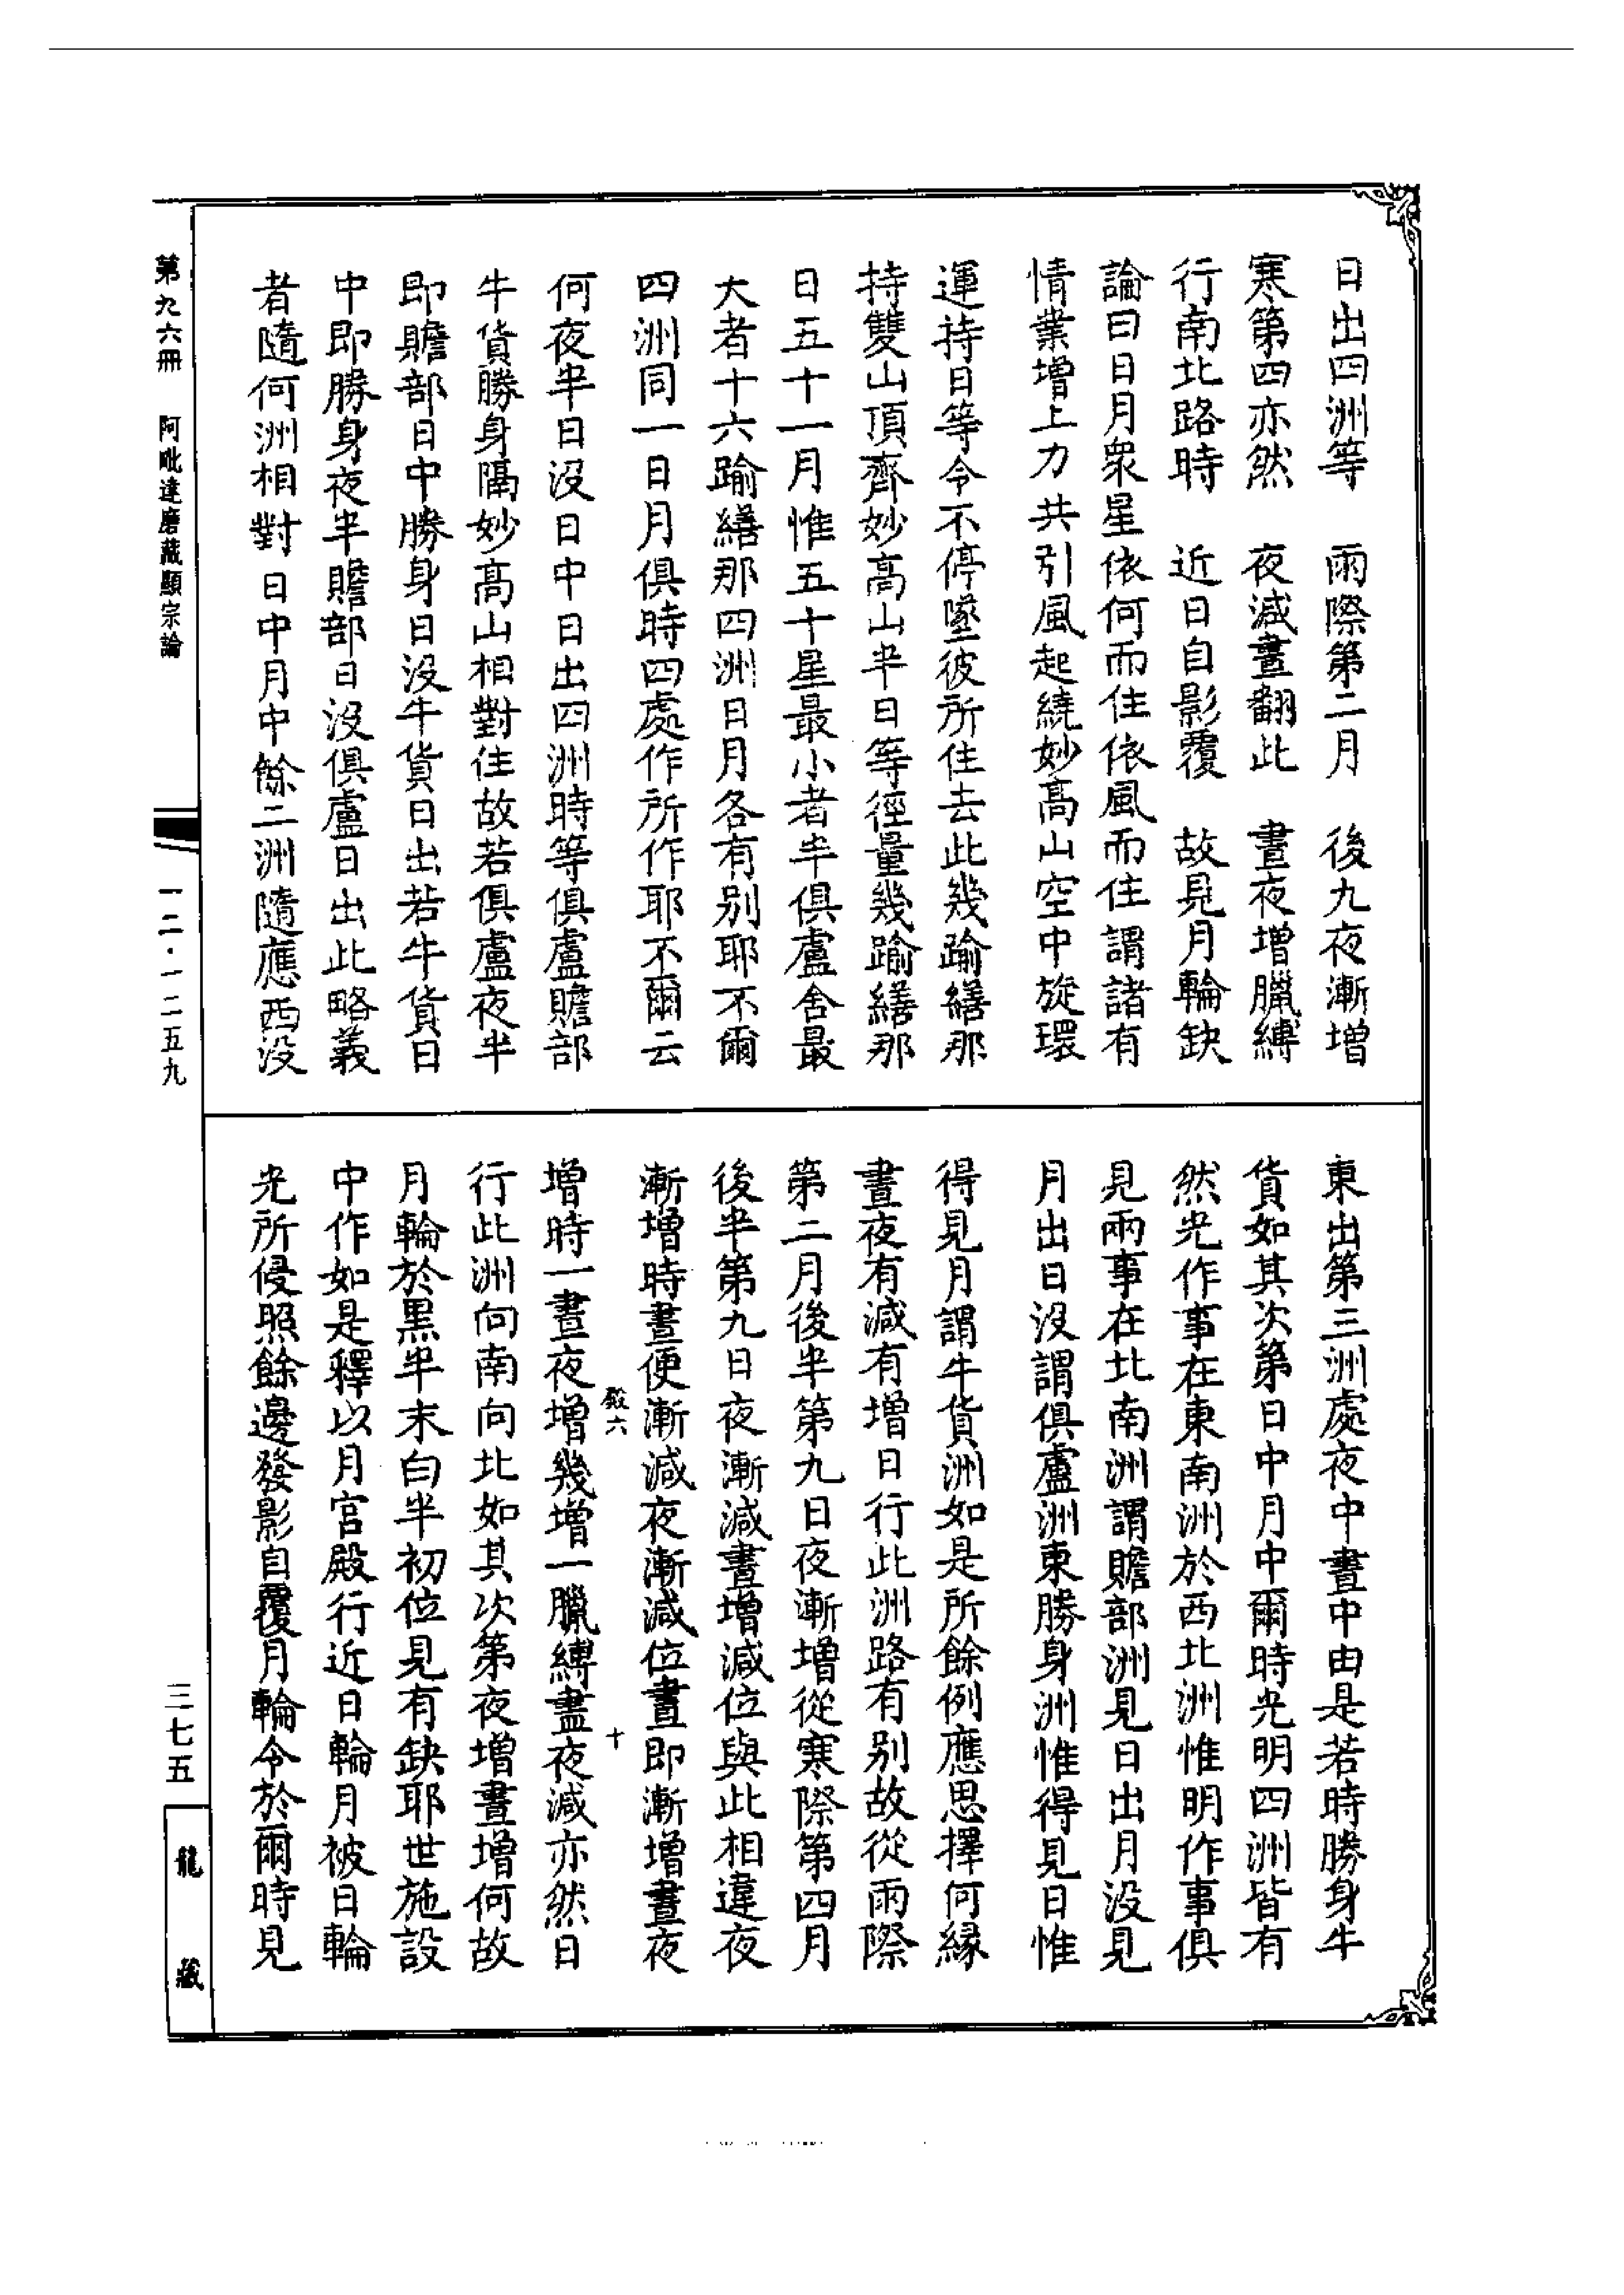 日出四洲等　雨際第二月　後九夜漸增
寒第四亦然　夜減晝翻此　晝夜增臘縛
行南北路時　近日自影覆　故見月輪缺
論曰日月眾星依何而住依風而住謂諸有
情業增上力共引風起繞妙高山空中旋環
運持日等令不停墜彼所住去此幾踰繕那
持雙山頂齊妙高山半日等徑量幾踰繕那
日五十一月惟五十星最小者半俱盧舍最
大者十六踰繕那四洲日月各有別耶不爾
四洲同一日月俱時四處作所作耶不爾云
何夜半日沒日中日出四洲時等俱盧贍部
牛貨勝身隔妙高山相對住故若俱盧夜半
即贍部日中勝身日沒牛貨日出若牛貨日
中即勝身夜半贍部日沒俱盧日出此略義
者隨何洲相對日中月中餘二洲隨應西沒
東出第三洲處夜中晝中由是若時勝身牛
貨如其次第日中月中爾時光明四洲皆有
然光作事在東南洲於西北洲惟明作事俱
見兩事在北南洲謂贍部洲見日出月沒見
月出日沒謂俱盧洲東勝身洲惟得見日惟
得見月謂牛貨洲如是所餘例應思擇何緣
晝夜有減有增日行此洲路有別故從雨際
第二月後半第九日夜漸增從寒際第四月
後半第九日夜漸減晝增減位與此相違夜
漸增時晝便漸減夜漸減位晝即漸增晝夜
殿六　十
增時一晝夜增幾增一臘縛晝夜減亦然日
行此洲向南向北如其次第夜增晝增何故
月輪於黑半末白半初位見有缺耶世施設
中作如是釋以月宮殿行近日輪月被日輪
光所侵照餘邊發影自覆月輪令於爾時見
第九六冊　阿毗達磨藏顯宗論
一二·一二五九
三七五
龍藏